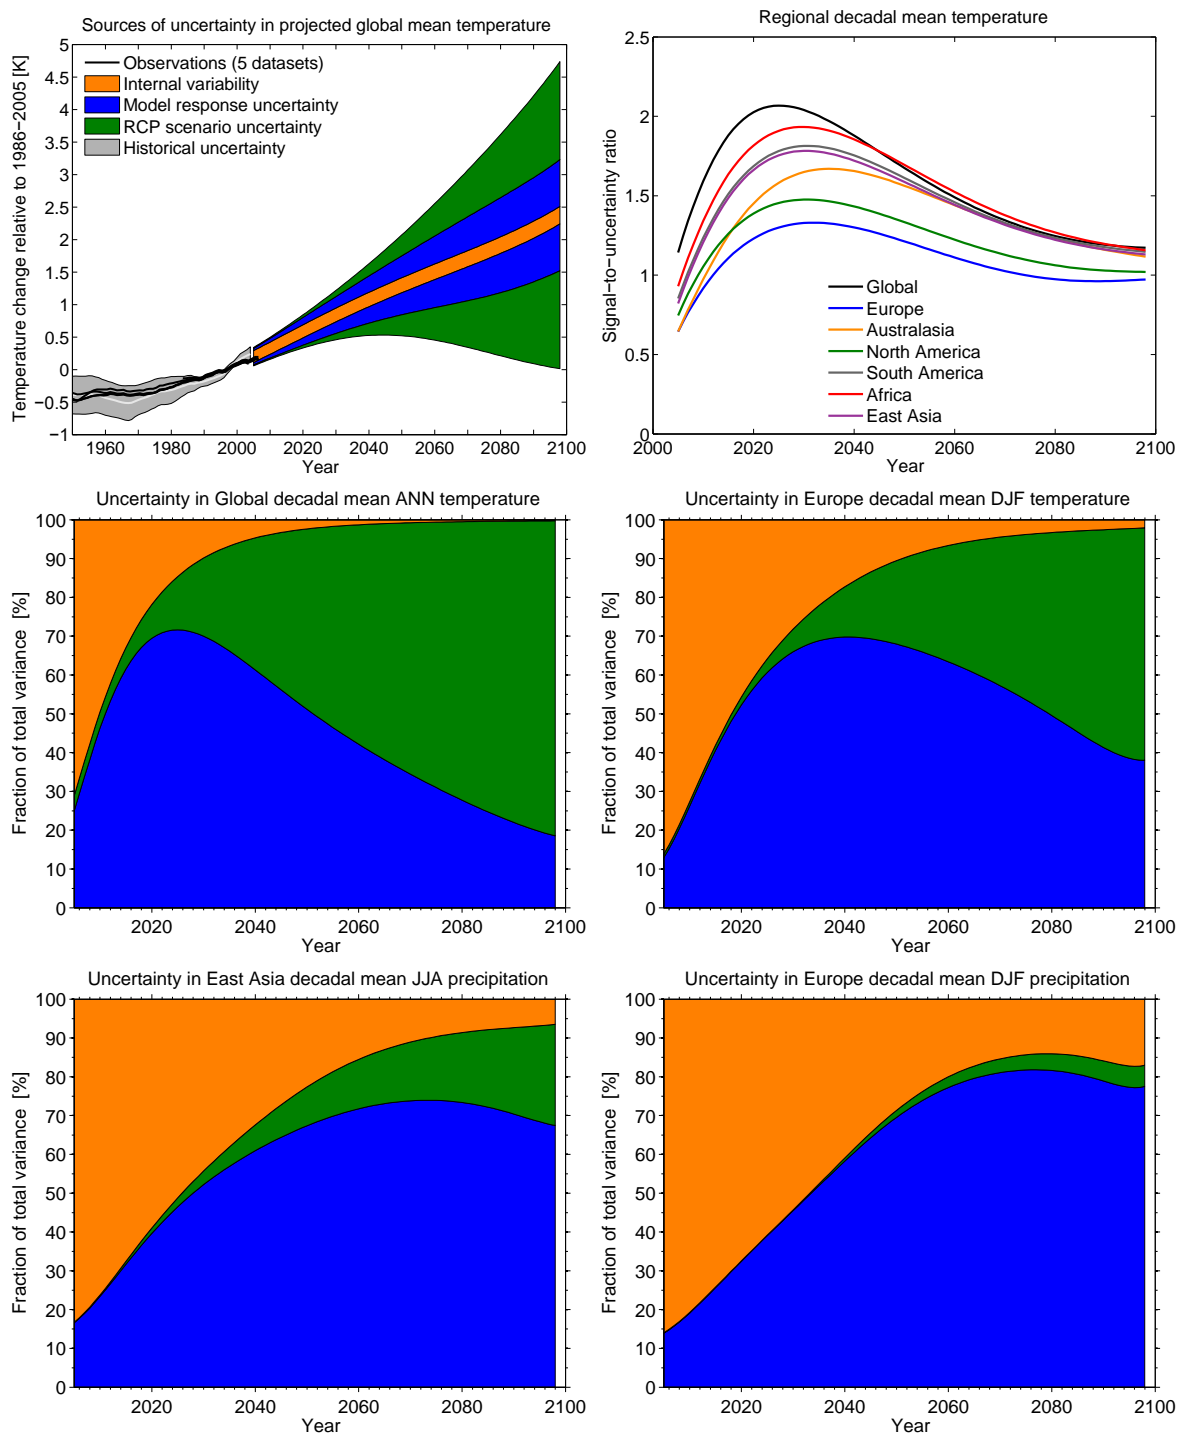 Sources of uncertainty in projected global mean temperature
Temperature change relative to 1986−2005 [K]
5
4.5
4
3.5
3
2.5
2
1.5
1
0.5
0
−0.5
−1
Observations (5 datasets)
Internal variability
Model response uncertainty
RCP scenario uncertainty
Historical uncertainty
1960 1980 2000 2020 2040 2060 2080 2100
Year
Regional decadal mean temperature
Signal−to−uncertainty ratio
2.5
2
1.5
1
0.5
0
Global
Europe
Australasia
North America
South America
Africa
East Asia
2000 2020 2040 2060 2080 2100
Year
Uncertainty in Global decadal mean ANN temperature
Fraction of total variance [%]
100
90
80
70
60
50
40
30
20
10
0
2020 2040 2060 2080 2100
Year
Uncertainty in Europe decadal mean DJF temperature
Fraction of total variance [%]
100
90
80
70
60
50
40
30
20
10
0
2020 2040 2060 2080 2100
Year
Uncertainty in East Asia decadal mean JJA precipitation
Fraction of total variance [%]
100
90
80
70
60
50
40
30
20
10
0
2020 2040 2060 2080 2100
Year
Uncertainty in Europe decadal mean DJF precipitation
Fraction of total variance [%]
100
90
80
70
60
50
40
30
20
10
0
2020 2040 2060 2080 2100
Year